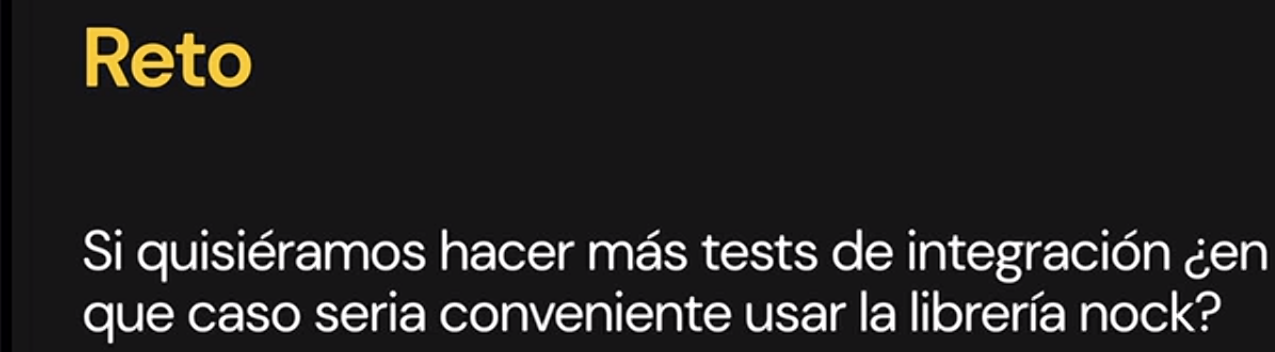 Reto
Si quisiéramos hacer más tests de integración ¿en
que caso seria conveniente usar la librería nock?